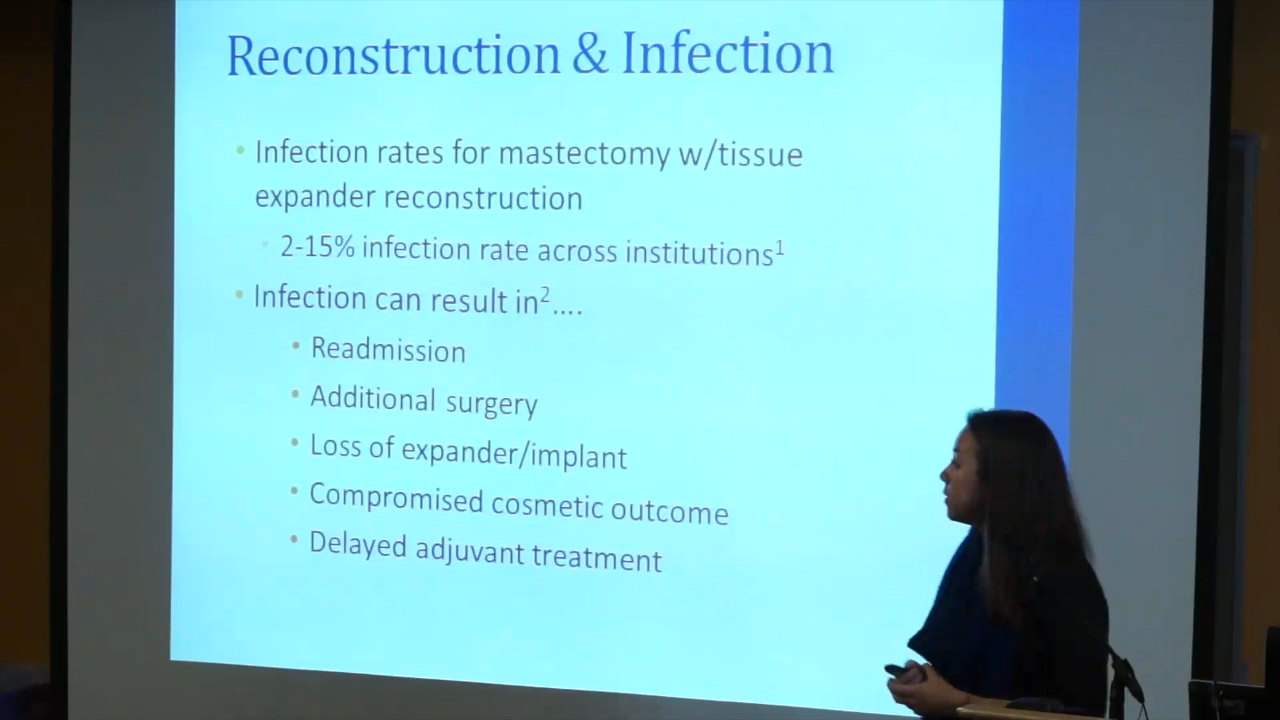 Reconstruction & Infection
• Infection rates for mastectomy w/tissue
expander reconstruction
• 2-15% infection rate across institutions¹
• Infection can result in²....
• Readmission
• Additional surgery
• Loss of expander/implant
• Compromised cosmetic outcome
• Delayed adjuvant treatment